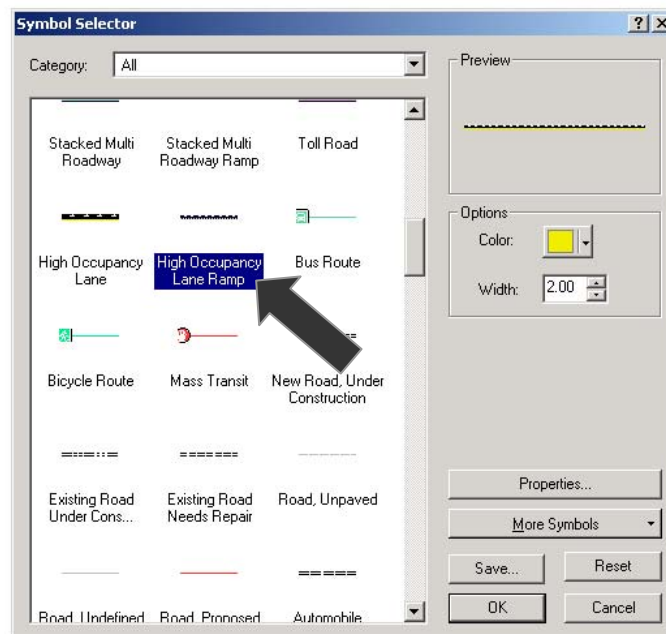 Symbol Selector
Category: All
Stacked Multi Roadway
Stacked Multi Roadway Ramp
Toll Road
High Occupancy Lane
High Occupancy Lane Ramp
Bus Route
Bicycle Route
Mass Transit
New Road, Under Construction
Existing Road Under Cons...
Existing Road Needs Repair
Road, Unpaved
Road, Undefined
Road, Proposed
Automobile
Preview
Options
Color:
Width: 2.00
Properties...
More Symbols
Save...
Reset
OK
Cancel